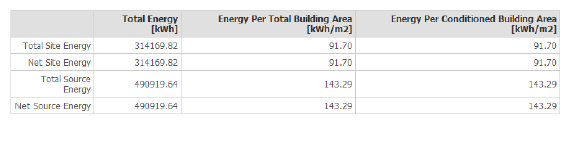 Total Energy [kWh] Energy Per Total Building Area [kWh/m2] Energy Per Conditioned Building Area [kWh/m2]
Total Site Energy 314169.82 91.70 91.70
Net Site Energy 314169.82 91.70 91.70
Total Source Energy 490919.64 143.29 143.29
Net Source Energy 490919.64 143.29 143.29